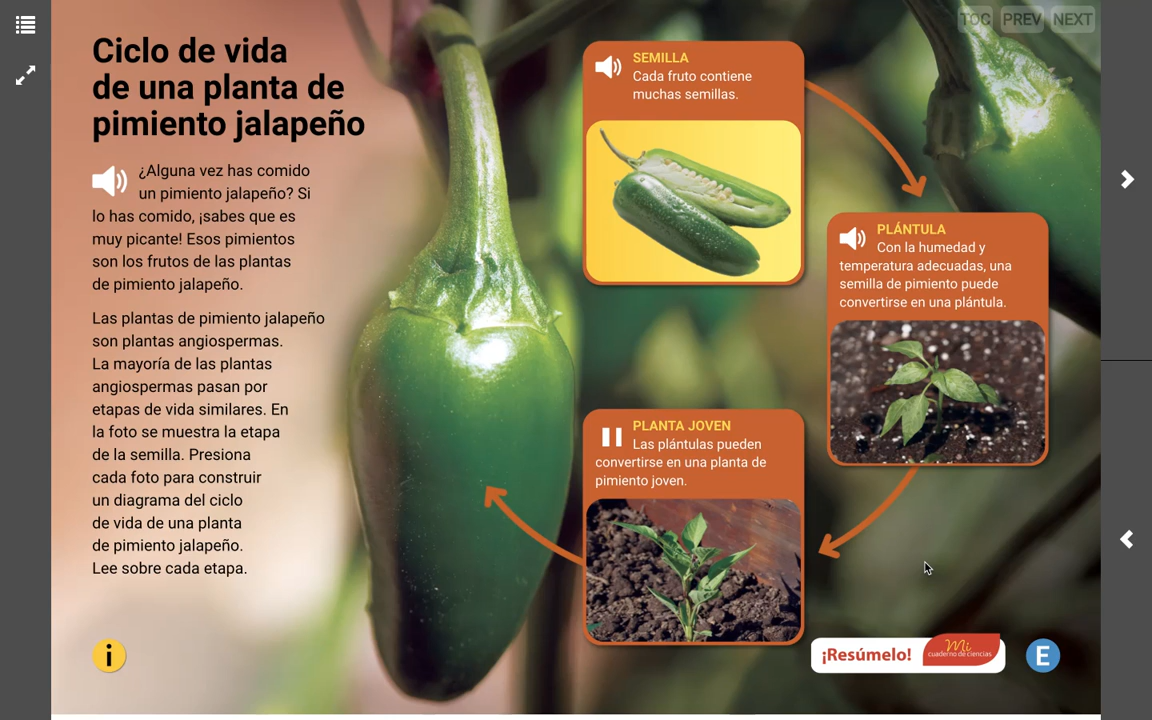 TOC PREV NEXT
Ciclo de vida
de una planta de
pimiento jalapeño
¿Alguna vez has comido
un pimiento jalapeño? Si
lo has comido, ¡sabes que es
muy picante! Esos pimientos
son los frutos de las plantas
de pimiento jalapeño.
Las plantas de pimiento jalapeño
son plantas angiospermas.
La mayoría de las plantas
angiospermas pasan por
etapas de vida similares. En
la foto se muestra la etapa
de la semilla. Presiona
cada foto para construir
un diagrama del ciclo
de vida de una planta
de pimiento jalapeño.
Lee sobre cada etapa.
SEMILLA
Cada fruto contiene
muchas semillas.
PLÁNTULA
Con la humedad y
temperatura adecuadas, una
semilla de pimiento puede
convertirse en una plántula.
PLANTA JOVEN
Las plántulas pueden
convertirse en una planta de
pimiento joven.
i
¡Resúmelo!
Mi
cuaderno de ciencias
E